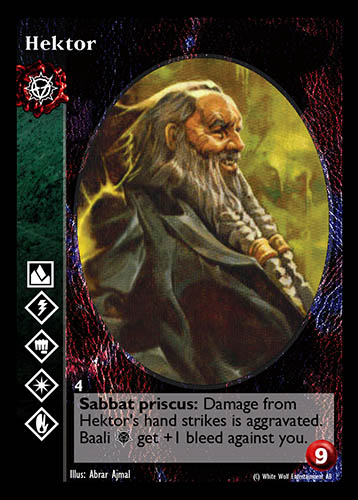 Hektor
4
Sabbat priscus: Damage from
Hektor's hand strikes is aggravated.
Baali get +1 bleed against you.
9
Illus: Abrar Ajmal
(C) White Wolf Entertainment AB